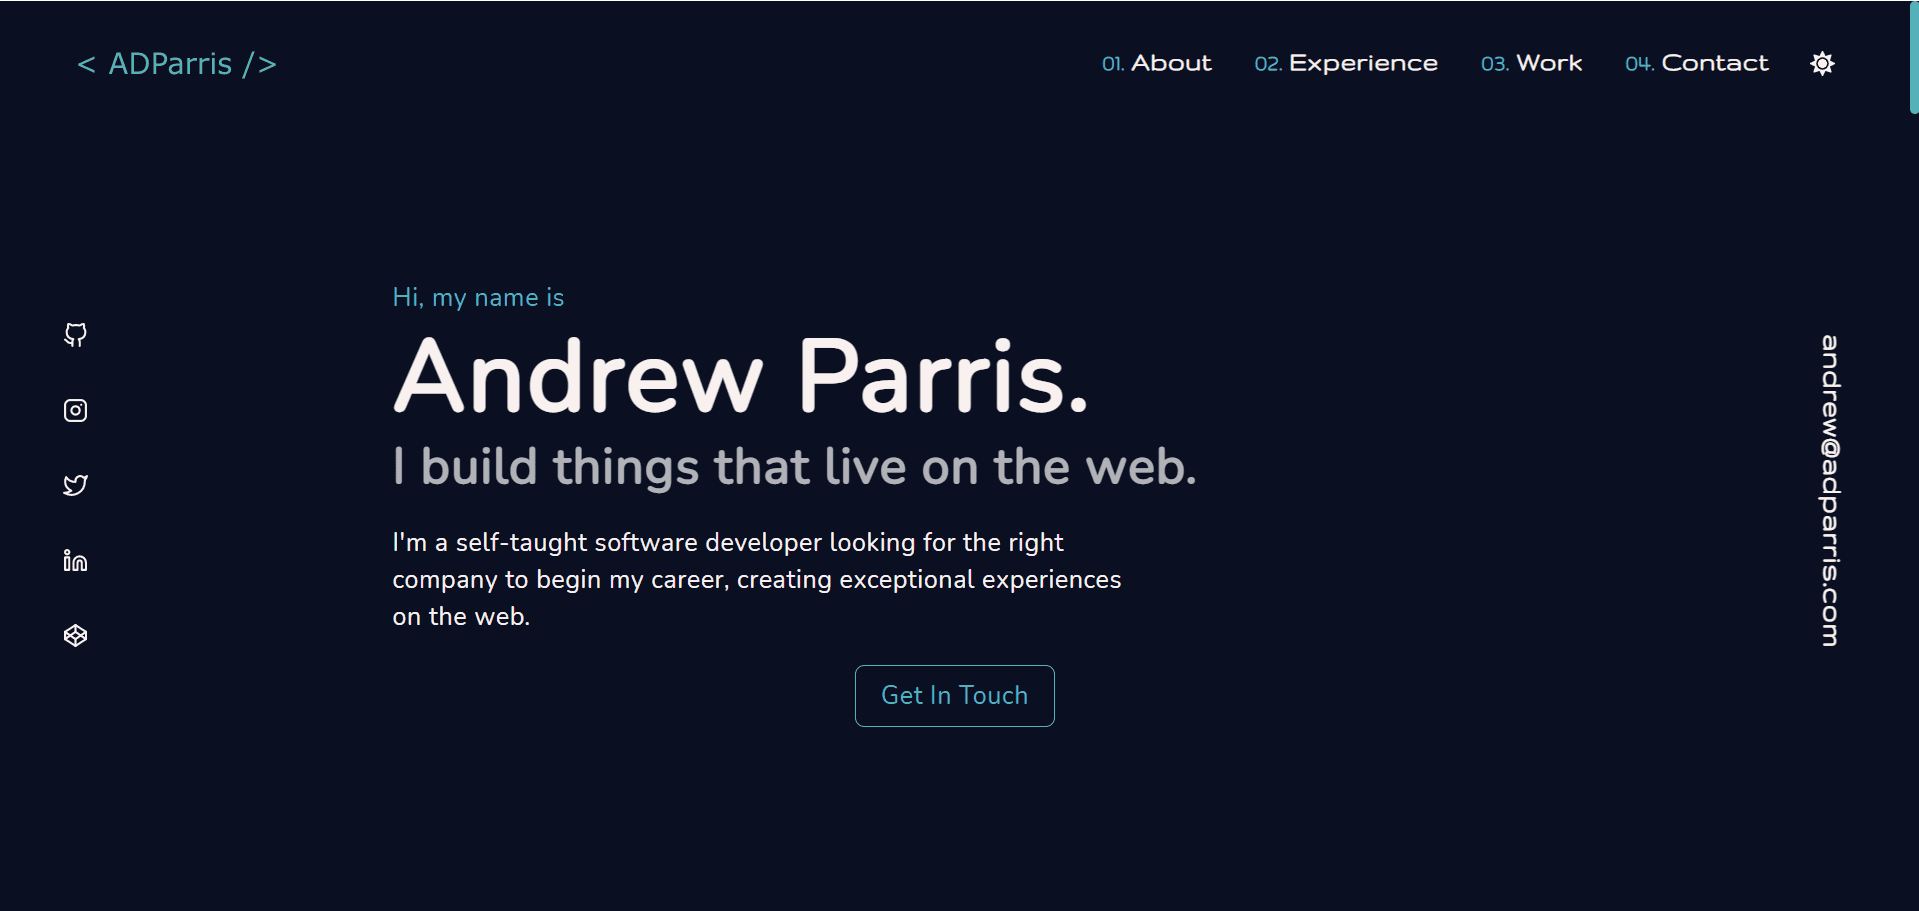 < ADParris />
01. About
02. Experience
03. Work
04. Contact
Hi, my name is
Andrew Parris.
I build things that live on the web.
I'm a self-taught software developer looking for the right
company to begin my career, creating exceptional experiences
on the web.
Get In Touch
andrew@adparris.com